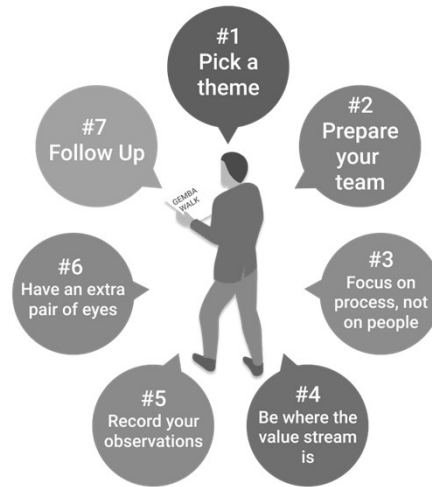 #1
Pick a
theme
#2
Prepare
your
team
#3
Focus on
process, not
on people
#4
Be where the
value stream
is
#5
Record your
observations
#6
Have an extra
pair of eyes
#7
Follow Up
GEMBA
WALK